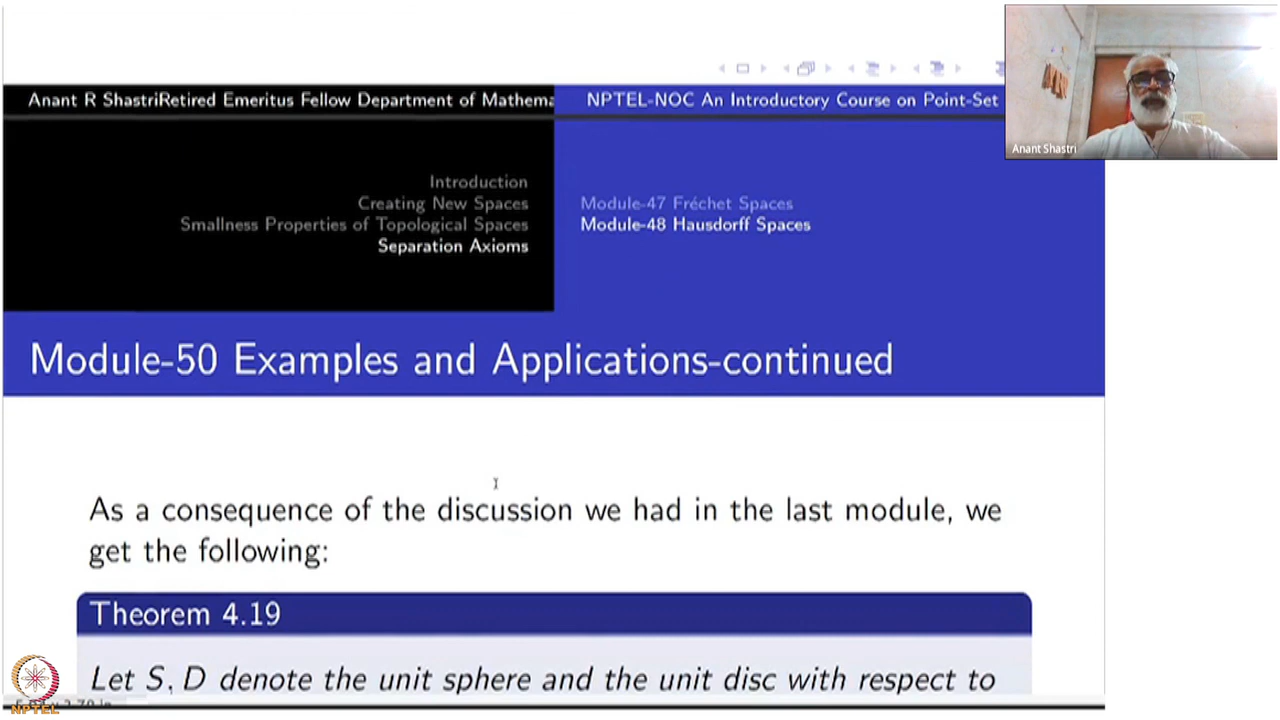 Anant R ShastriRetired Emeritus Fellow Department of Mathema
NPTEL-NOC An Introductory Course on Point-Set
Anant Shastri
Introduction
Creating New Spaces
Smallness Properties of Topological Spaces
Separation Axioms
Module-47 Fréchet Spaces
Module-48 Hausdorff Spaces
Module-50 Examples and Applications-continued
As a consequence of the discussion we had in the last module, we
get the following:
Theorem 4.19
Let S, D denote the unit sphere and the unit disc with respect to
NPTEL